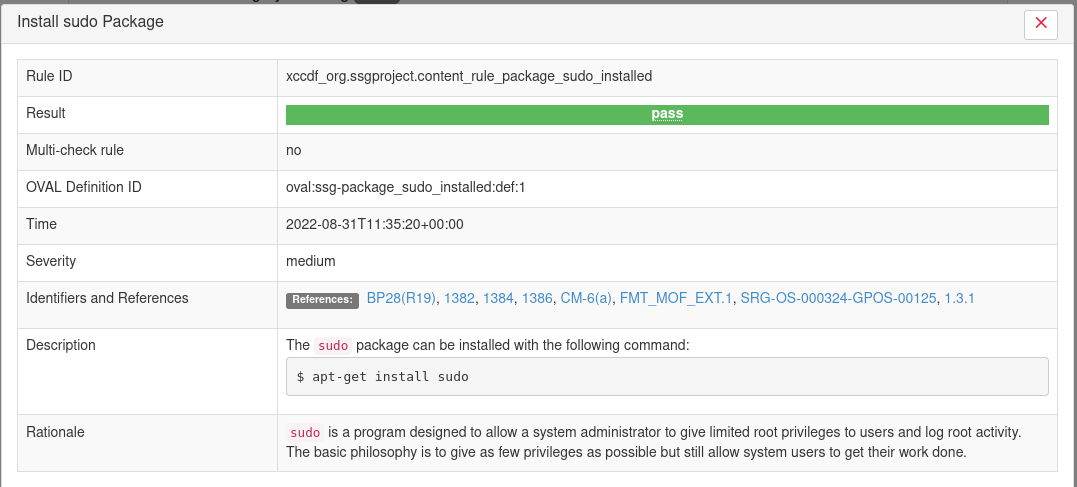 Install sudo Package
Rule ID xccdf_org.ssgproject.content_rule_package_sudo_installed
Result pass
Multi-check rule no
OVAL Definition ID oval:ssg-package_sudo_installed:def:1
Time 2022-08-31T11:35:20+00:00
Severity medium
Identifiers and References References: BP28(R19), 1382, 1384, 1386, CM-6(a), FMT_MOF_EXT.1, SRG-OS-000324-GPOS-00125, 1.3.1
Description The sudo package can be installed with the following command:
$ apt-get install sudo
Rationale sudo is a program designed to allow a system administrator to give limited root privileges to users and log root activity.
The basic philosophy is to give as few privileges as possible but still allow system users to get their work done.